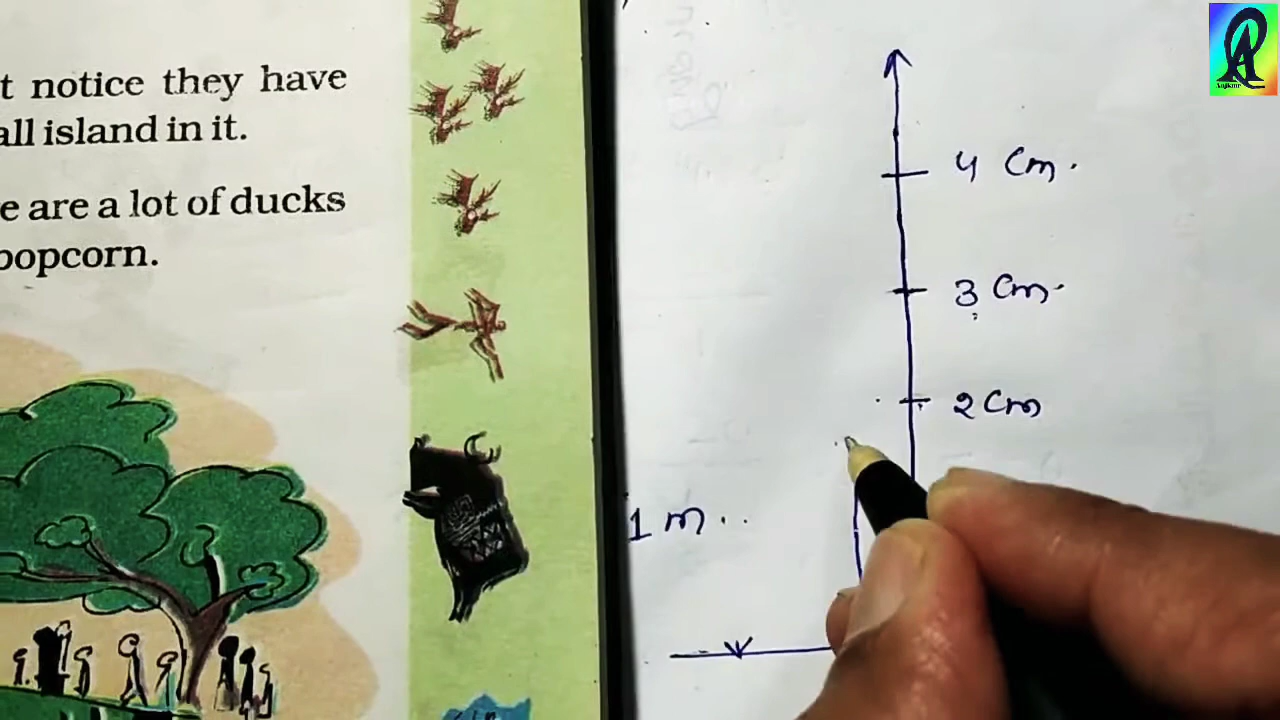 t notice they have
all island in it.
e are a lot of ducks
popcorn.
4 Cm.
3 Cm.
2 Cm
1 m..